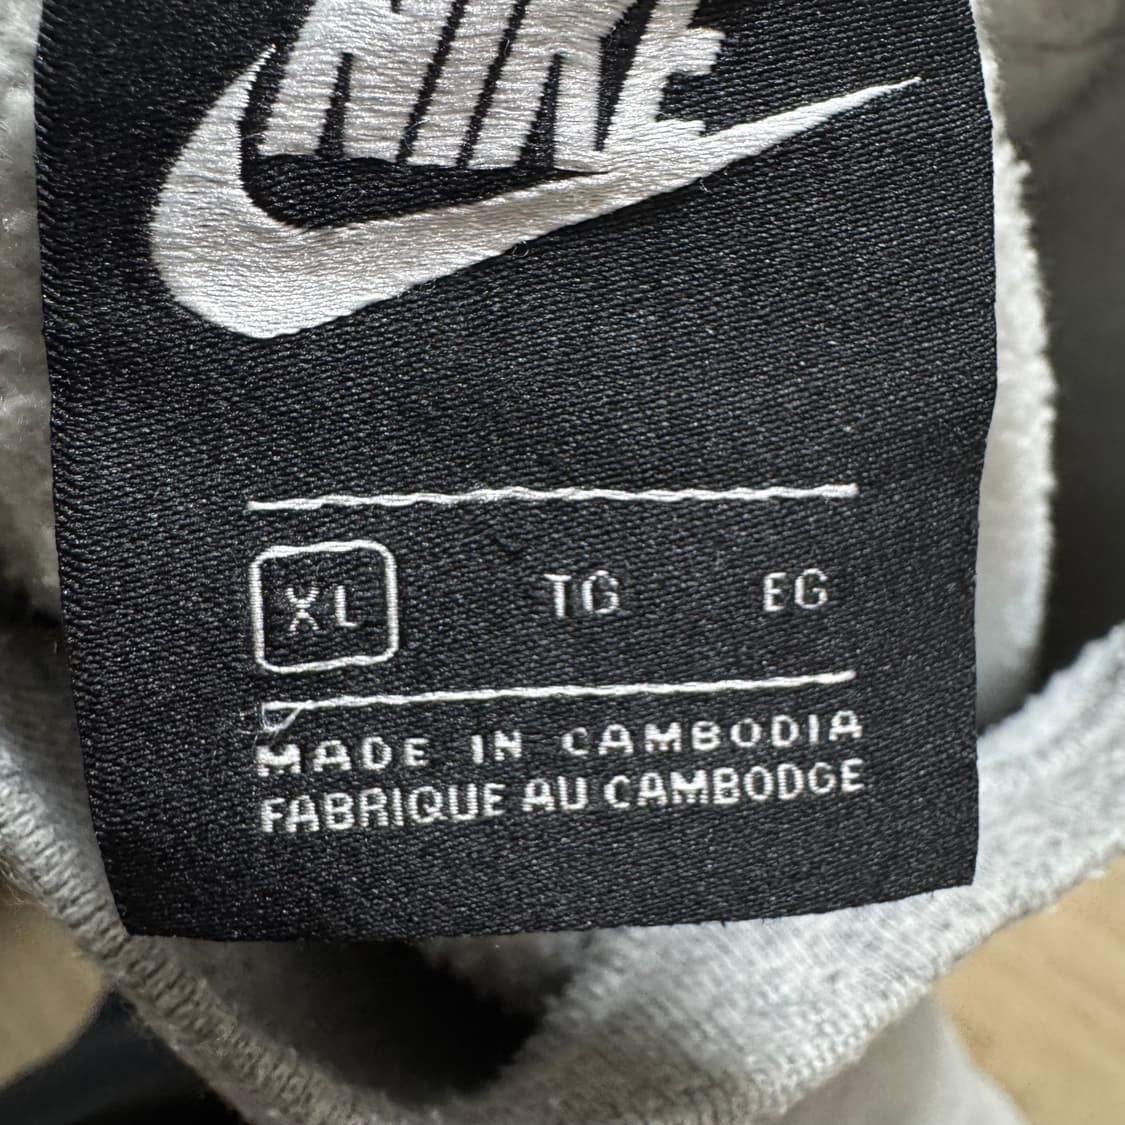 NIKE
XL TG EG
MADE IN CAMBODIA
FABRIQUE AU CAMBODGE